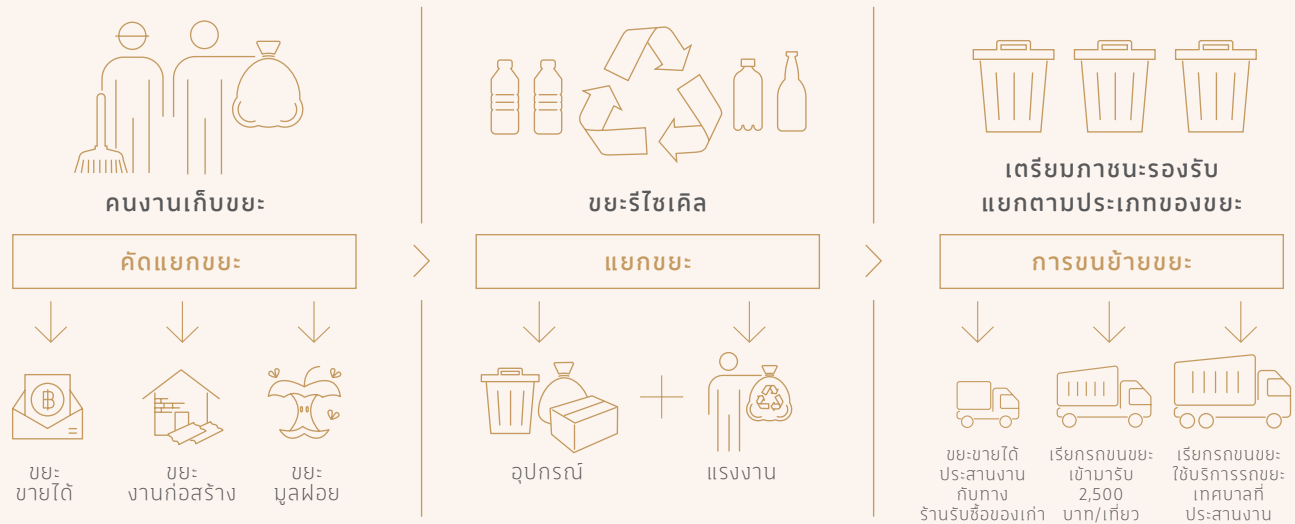 คนงานเก็บขยะ
คัดแยกขยะ
ขยะ
ขายได้
ขยะ
งานก่อสร้าง
ขยะ
มูลฝอย
ขยะรีไซเคิล
แยกขยะ
อุปกรณ์
แรงงาน
เตรียมภาชนะรองรับ
แยกตามประเภทของขยะ
การขนย้ายขยะ
ขยะขายได้
ประสานงาน
กับทาง
ร้านรับซื้อของเก่า
เรียกรถขนขยะ
เข้ามารับ
2,500
บาท/เที่ยว
เรียกรถขนขยะ
ใช้บริการรถขยะ
เทศบาลที่
ประสานงาน